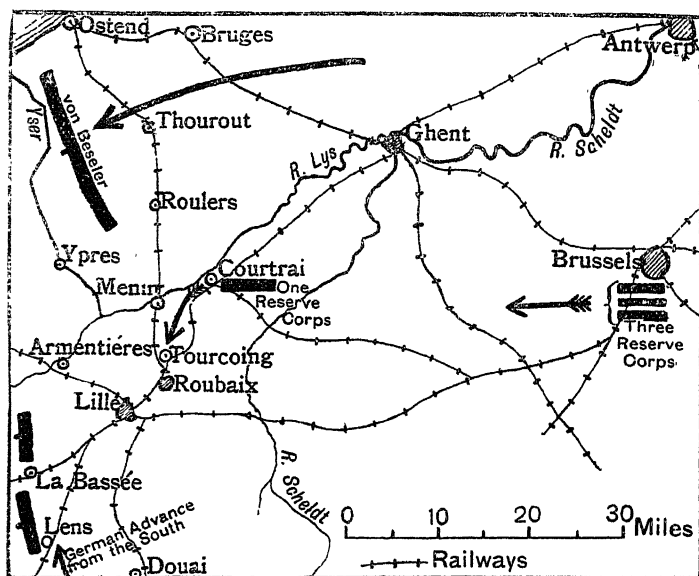 Ostend
Bruges
Antwerp
von Beseler
Yser
Thourout
Ghent
R. Scheldt
R. Lys
Roulers
Ypres
Courtrai
Brussels
Menin
One
Reserve
Corps
Three
Reserve
Corps
Armentiéres
Tourcoing
Roubaix
Lille
La Bassée
R. Scheldt
Lens
German Advance
from the South
Douai
0 10 20 30 Miles
Railways